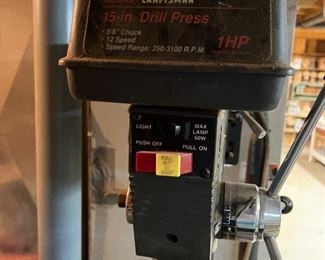 CRAFTSMAN
15-in. Drill Press
5/8" Chuck
12 Speed
Speed Range: 250-3100 R.P.M.
1HP
LIGHT
MAX
LAMP
60W
PUSH OFF
PULL ON